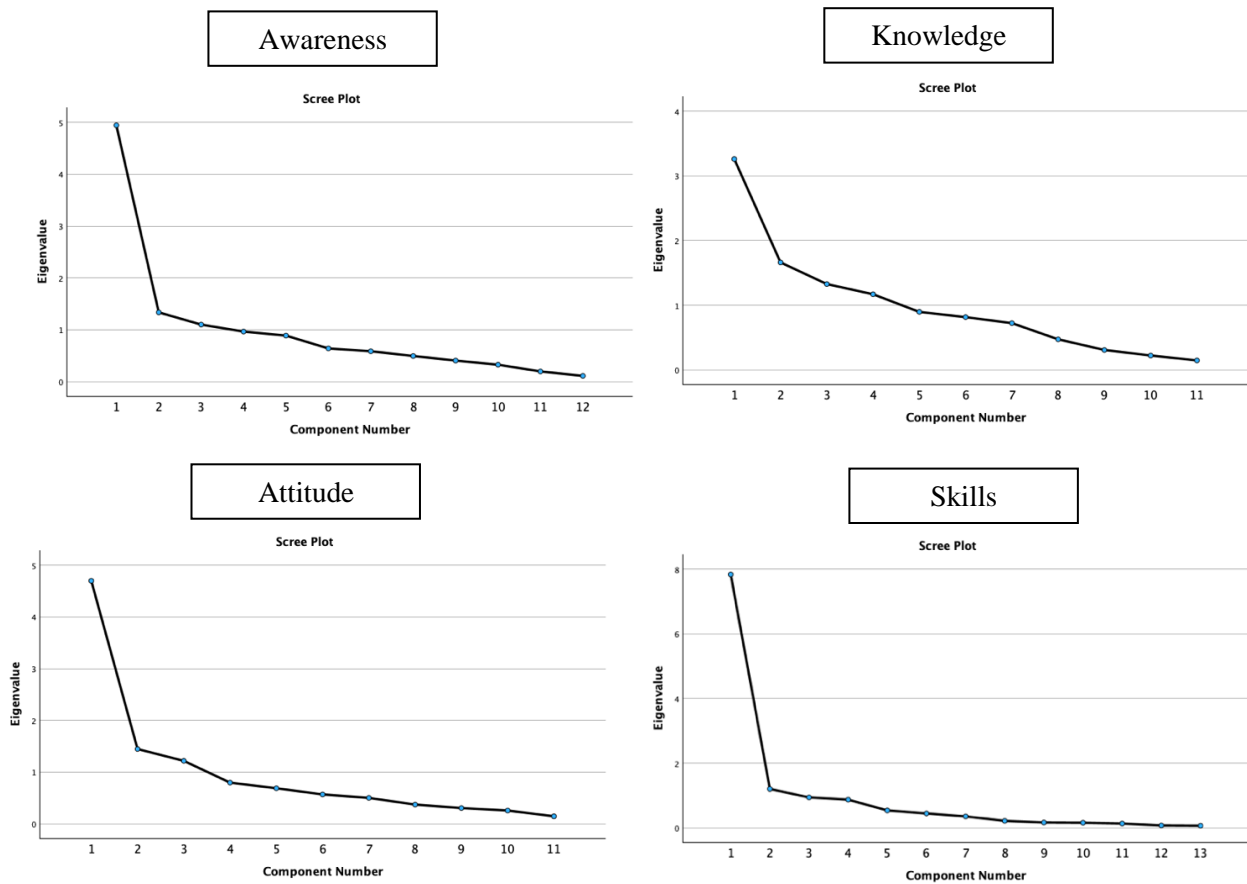 Awareness
Scree Plot
Eigenvalue
5
4
3
2
1
0
1 2 3 4 5 6 7 8 9 10 11 12
Component Number
Knowledge
Scree Plot
Eigenvalue
4
3
2
1
0
1 2 3 4 5 6 7 8 9 10 11
Component Number
Attitude
Scree Plot
Eigenvalue
5
4
3
2
1
0
1 2 3 4 5 6 7 8 9 10 11
Component Number
Skills
Scree Plot
Eigenvalue
8
6
4
2
0
1 2 3 4 5 6 7 8 9 10 11 12 13
Component Number